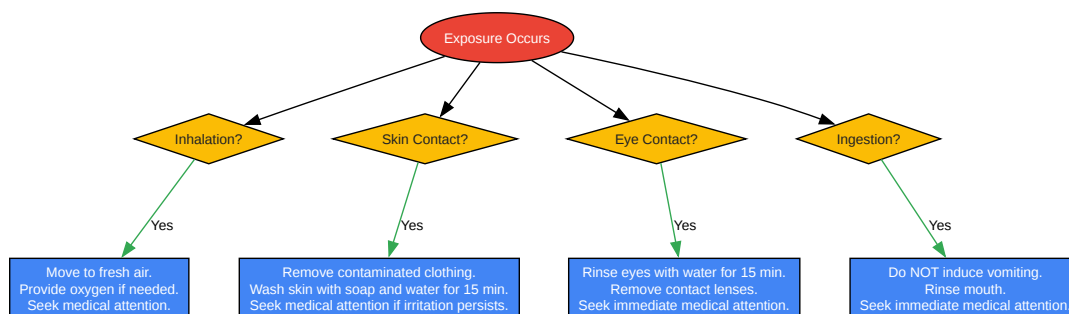 Exposure Occurs
Inhalation?
Skin Contact?
Eye Contact?
Ingestion?
Yes
Yes
Yes
Yes
Move to fresh air.
Provide oxygen if needed.
Seek medical attention.
Remove contaminated clothing.
Wash skin with soap and water for 15 min.
Seek medical attention if irritation persists.
Rinse eyes with water for 15 min.
Remove contact lenses.
Seek immediate medical attention.
Do NOT induce vomiting.
Rinse mouth.
Seek immediate medical attention.